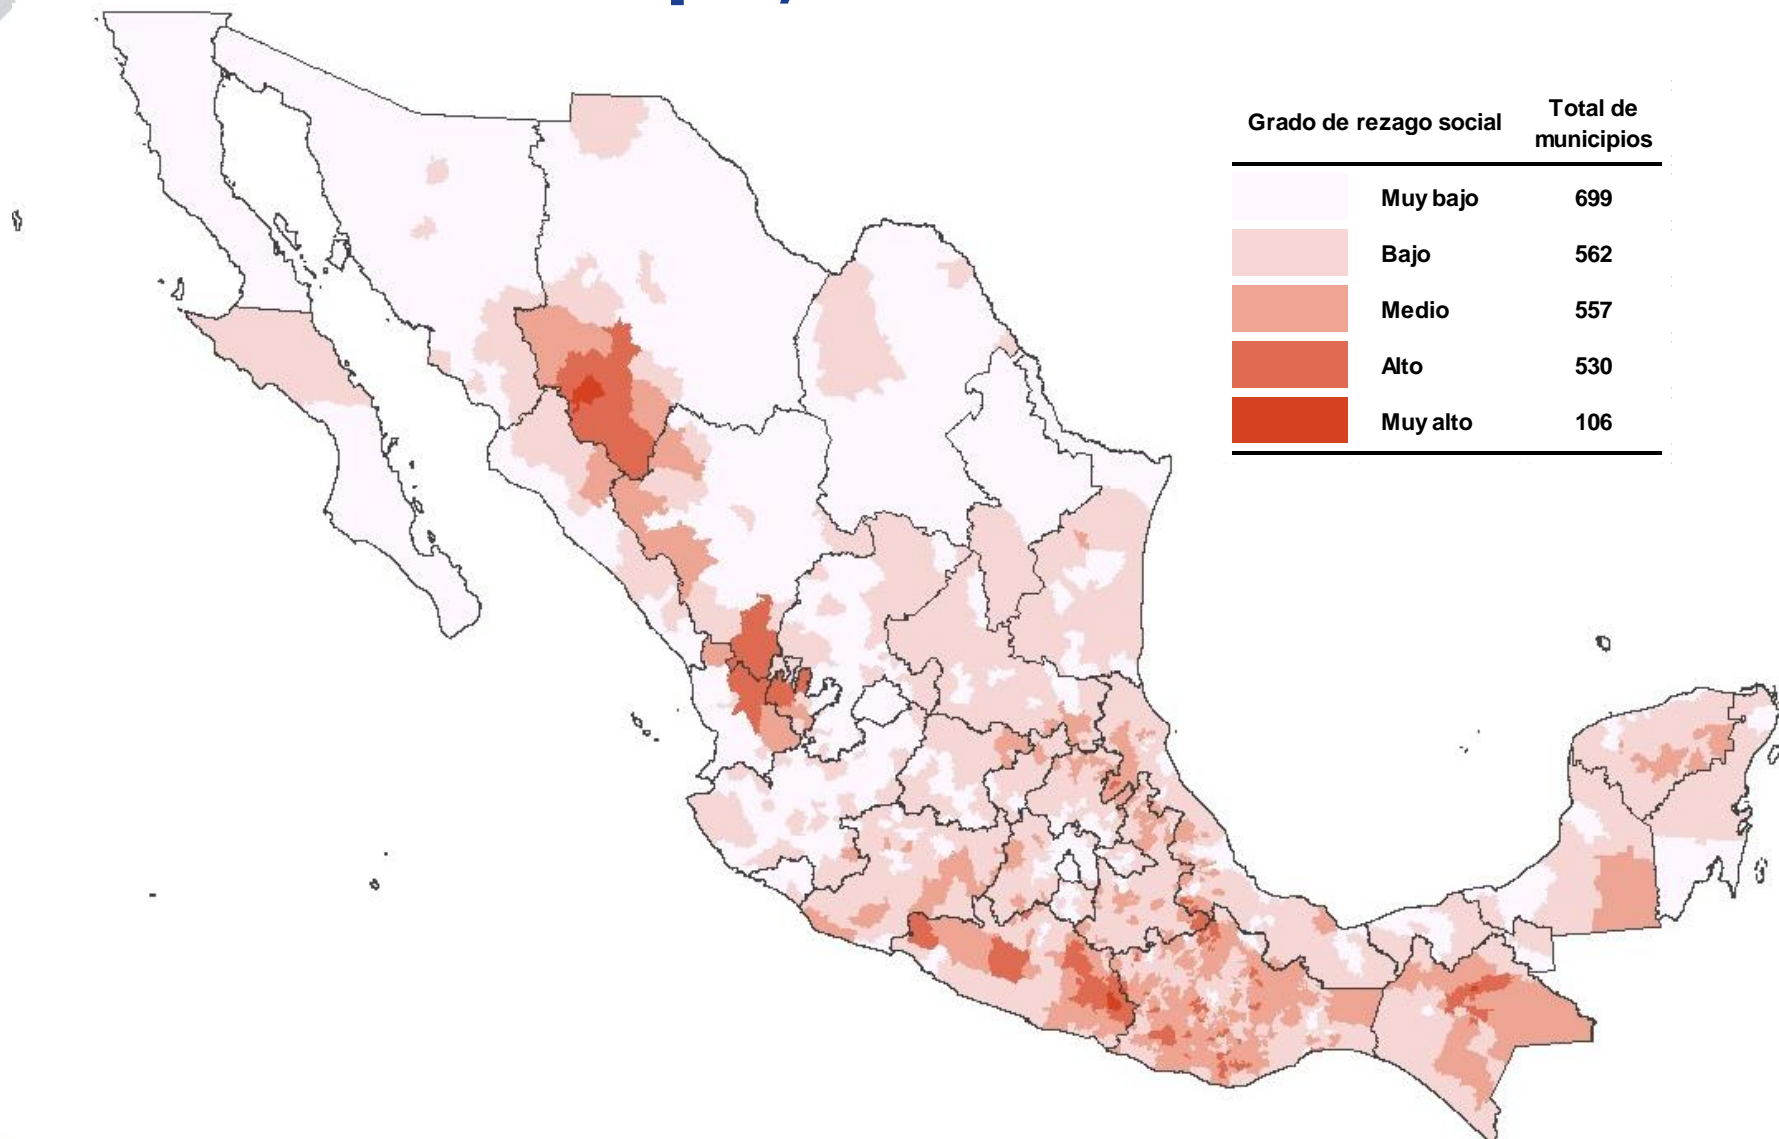 Grado de rezago social
Total de
municipios
Muy bajo 699
Bajo 562
Medio 557
Alto 530
Muy alto 106